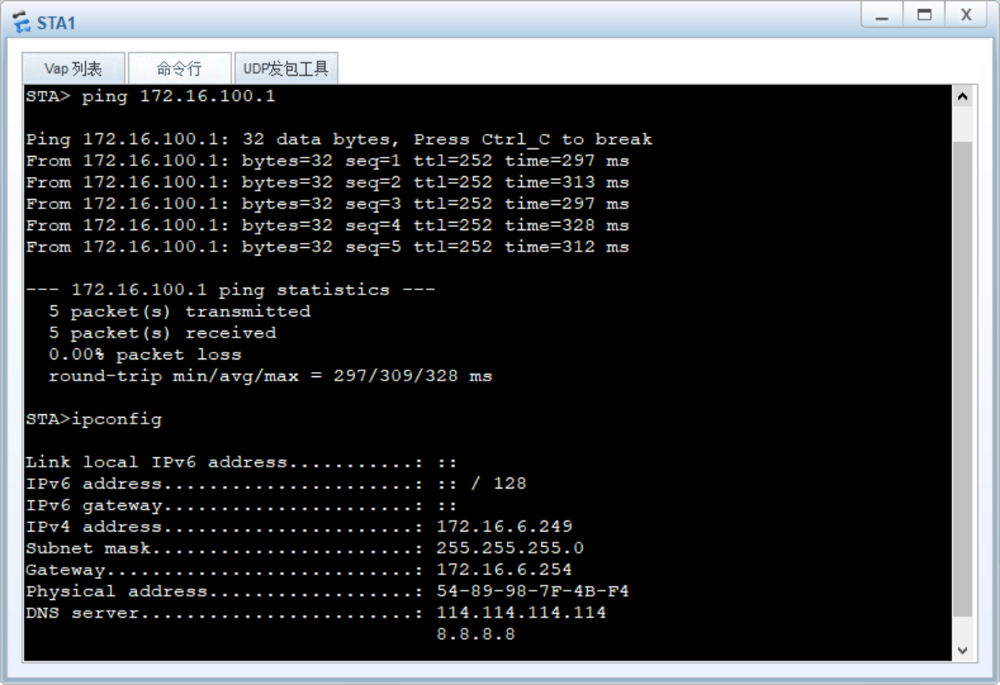 STA1
X
Vap 列表 命令行 UDP发包工具
STA> ping 172.16.100.1
Ping 172.16.100.1: 32 data bytes, Press Ctrl_C to break
From 172.16.100.1: bytes=32 seq=1 ttl=252 time=297 ms
From 172.16.100.1: bytes=32 seq=2 ttl=252 time=313 ms
From 172.16.100.1: bytes=32 seq=3 ttl=252 time=297 ms
From 172.16.100.1: bytes=32 seq=4 ttl=252 time=328 ms
From 172.16.100.1: bytes=32 seq=5 ttl=252 time=312 ms
--- 172.16.100.1 ping statistics ---
5 packet(s) transmitted
5 packet(s) received
0.00% packet loss
round-trip min/avg/max = 297/309/328 ms
STA>ipconfig
Link local IPv6 address...........: ::
IPv6 address......................: :: / 128
IPv6 gateway......................: ::
IPv4 address......................: 172.16.6.249
Subnet mask.......................: 255.255.255.0
Gateway...........................: 172.16.6.254
Physical address..................: 54-89-98-7F-4B-F4
DNS server........................: 114.114.114.114
8.8.8.8